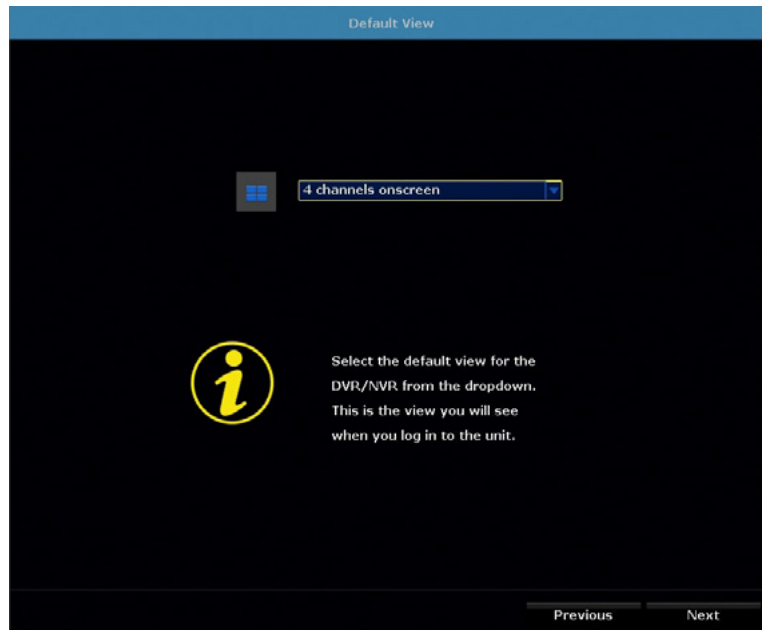 Default View
4 channels onscreen
Select the default view for the
DVR/NVR from the dropdown.
This is the view you will see
when you log in to the unit.
Previous Next